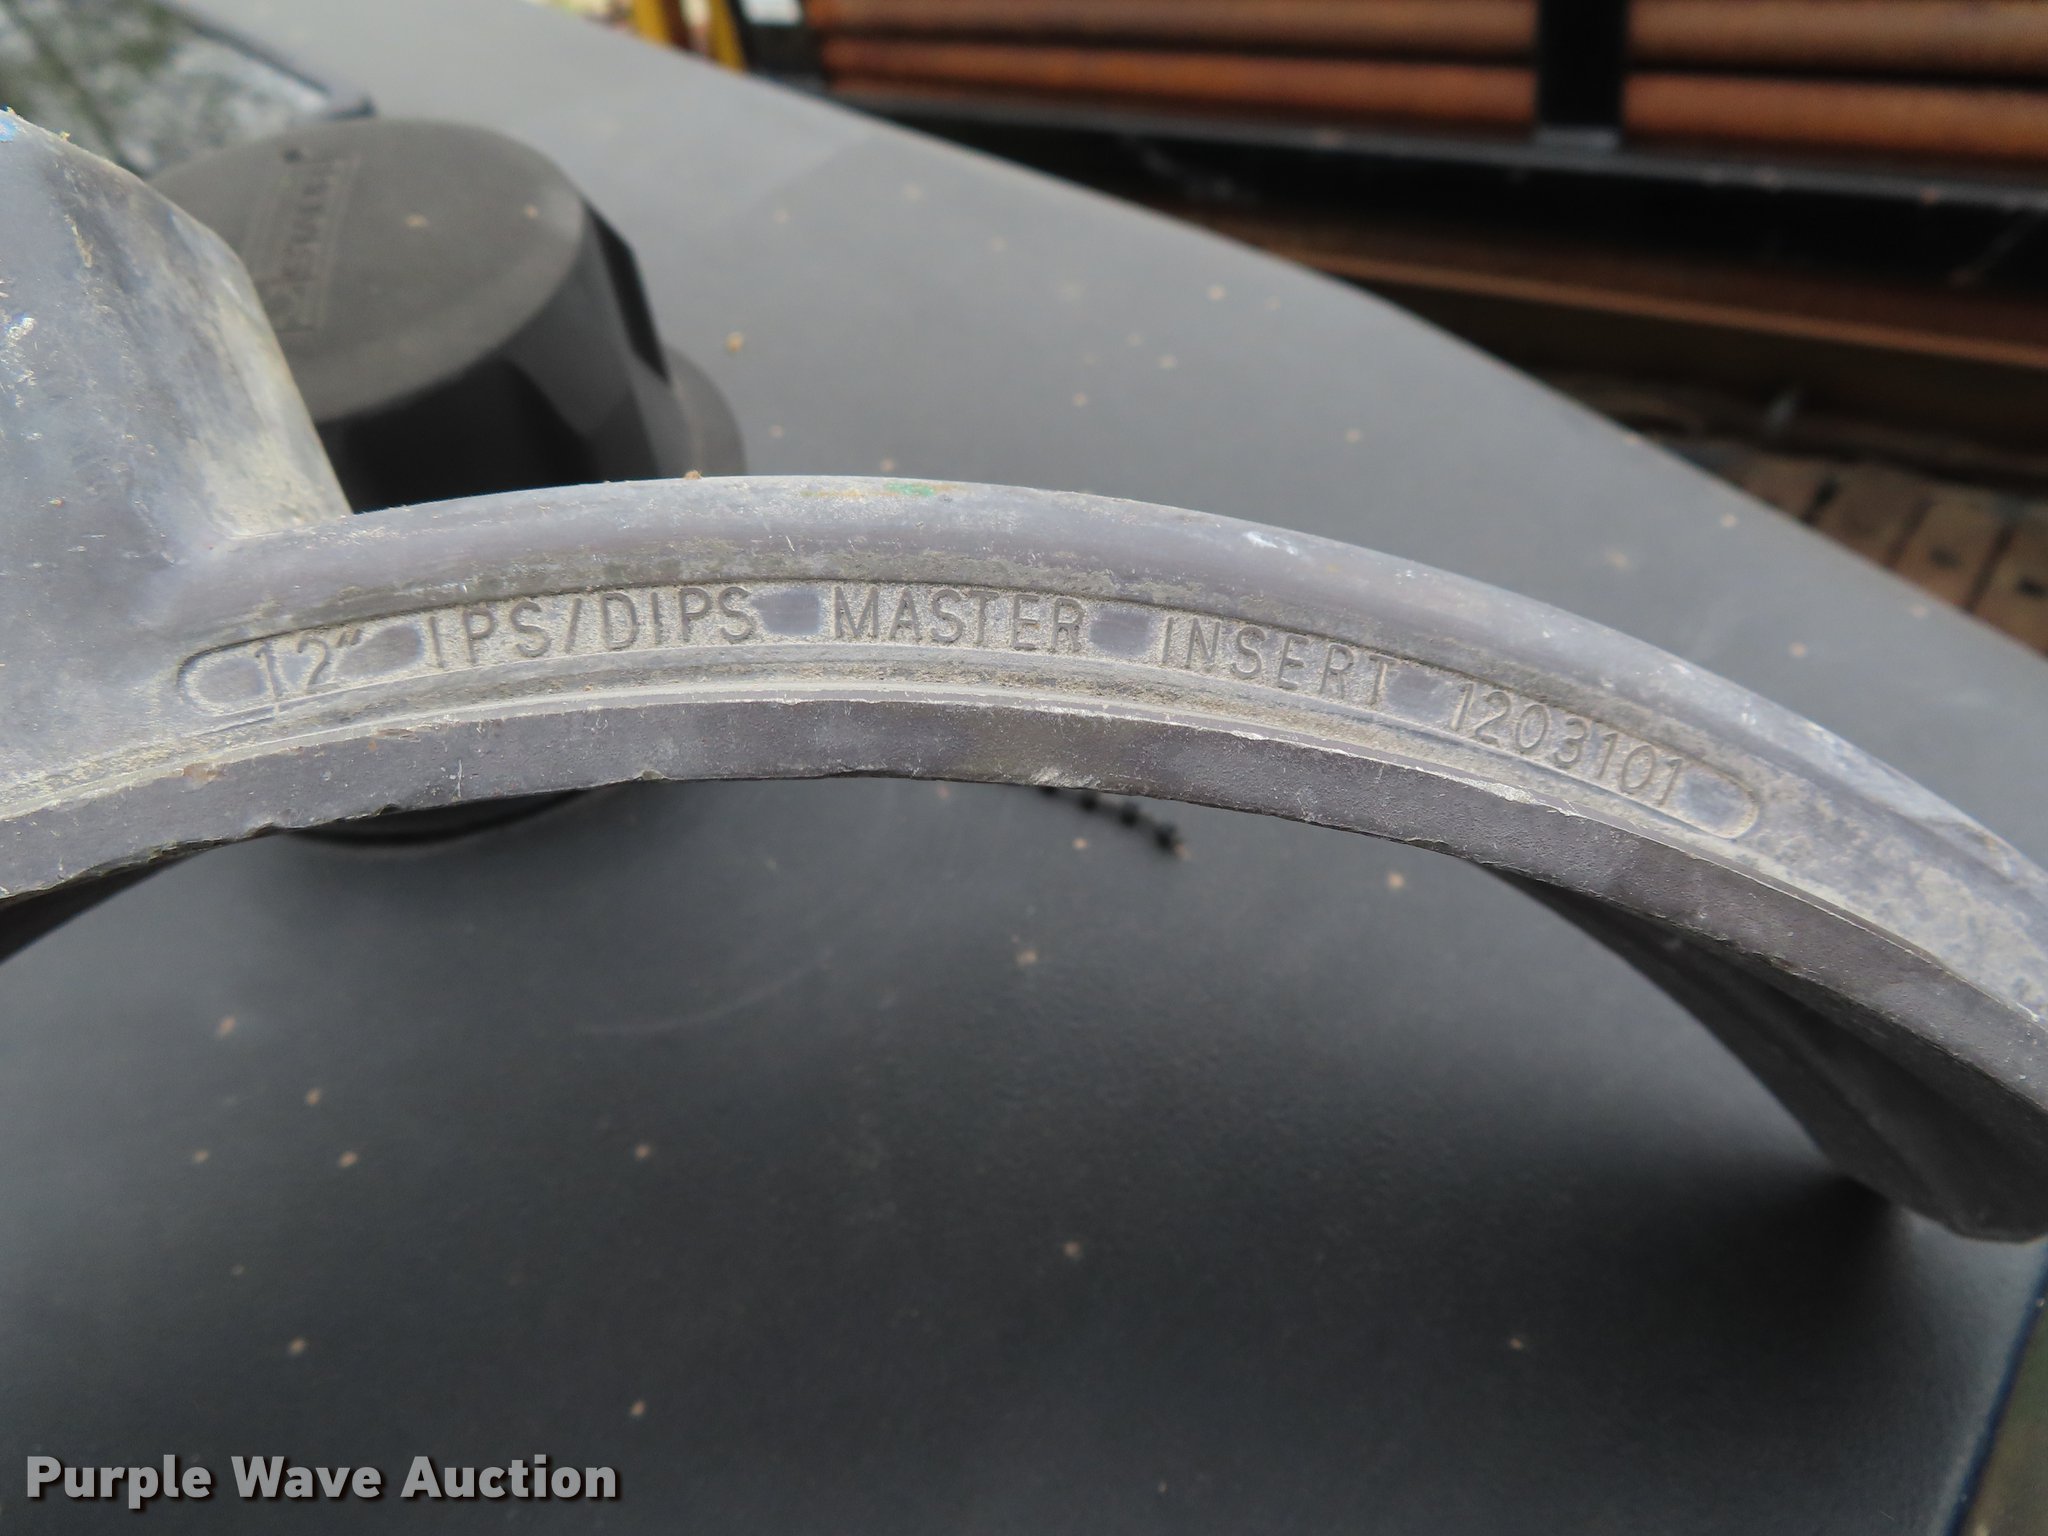 12" IPS/DIPS MASTER INSERT 1203101
Purple Wave Auction